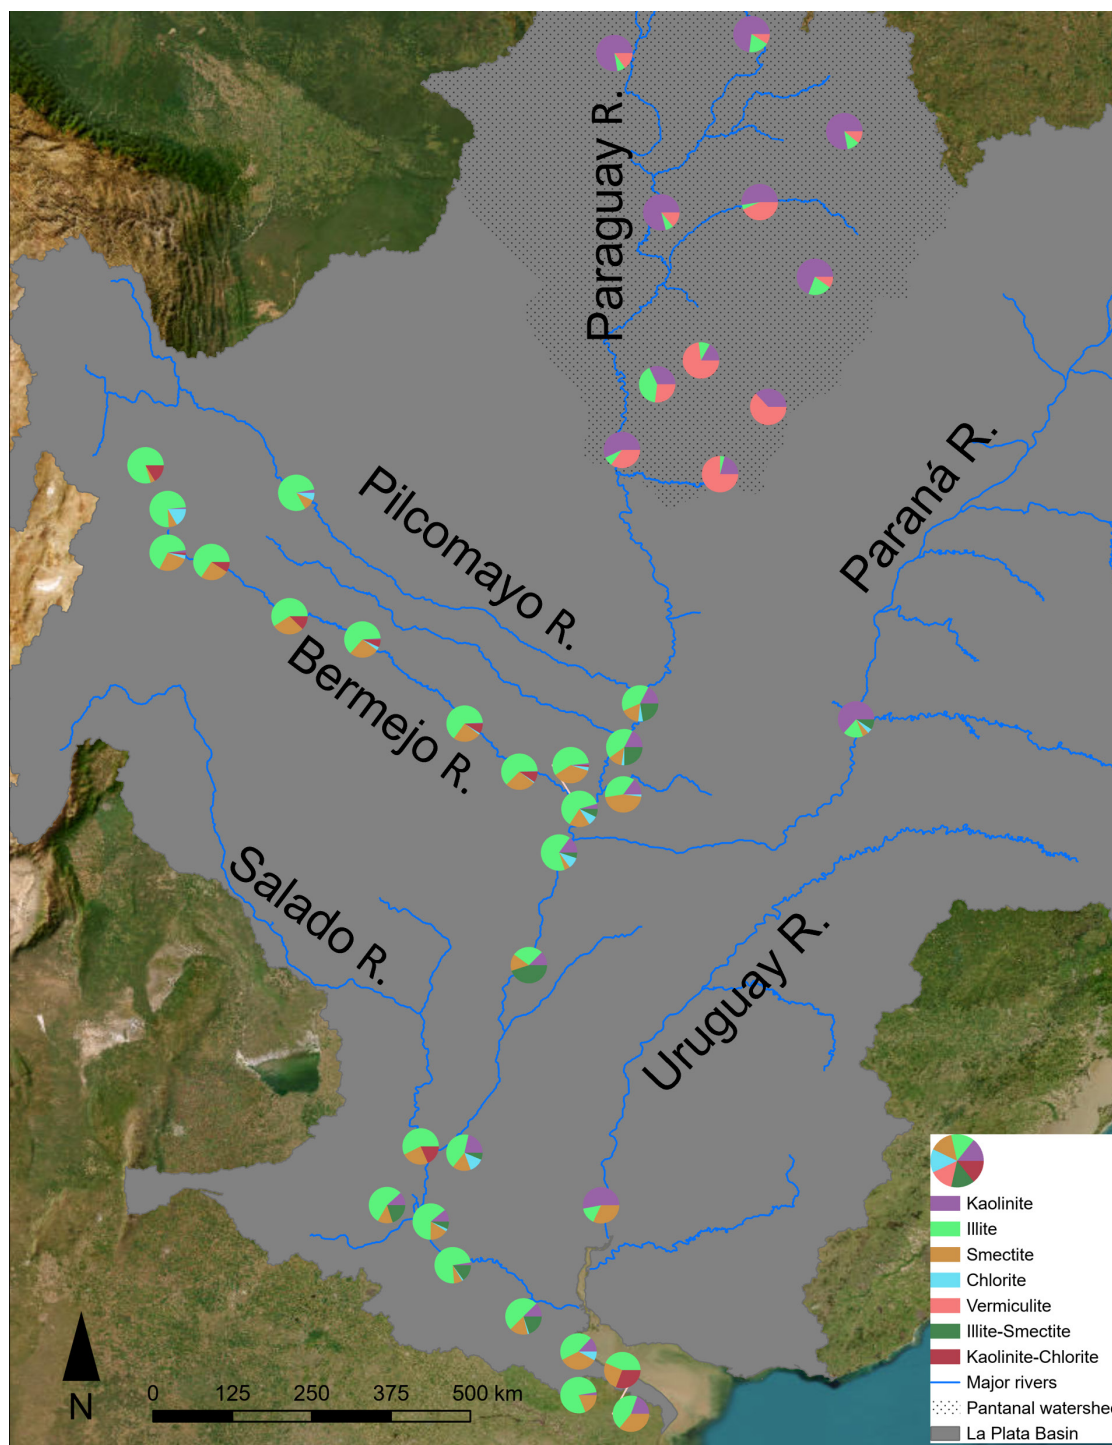 Paraguay R.
Paraná R.
Pilcomayo R.
Bermejo R.
Salado R.
Uruguay R.
Kaolinite
Illite
Smectite
Chlorite
Vermiculite
Illite-Smectite
Kaolinite-Chlorite
Major rivers
Pantanal watershed
La Plata Basin
N
0 125 250 375 500 km